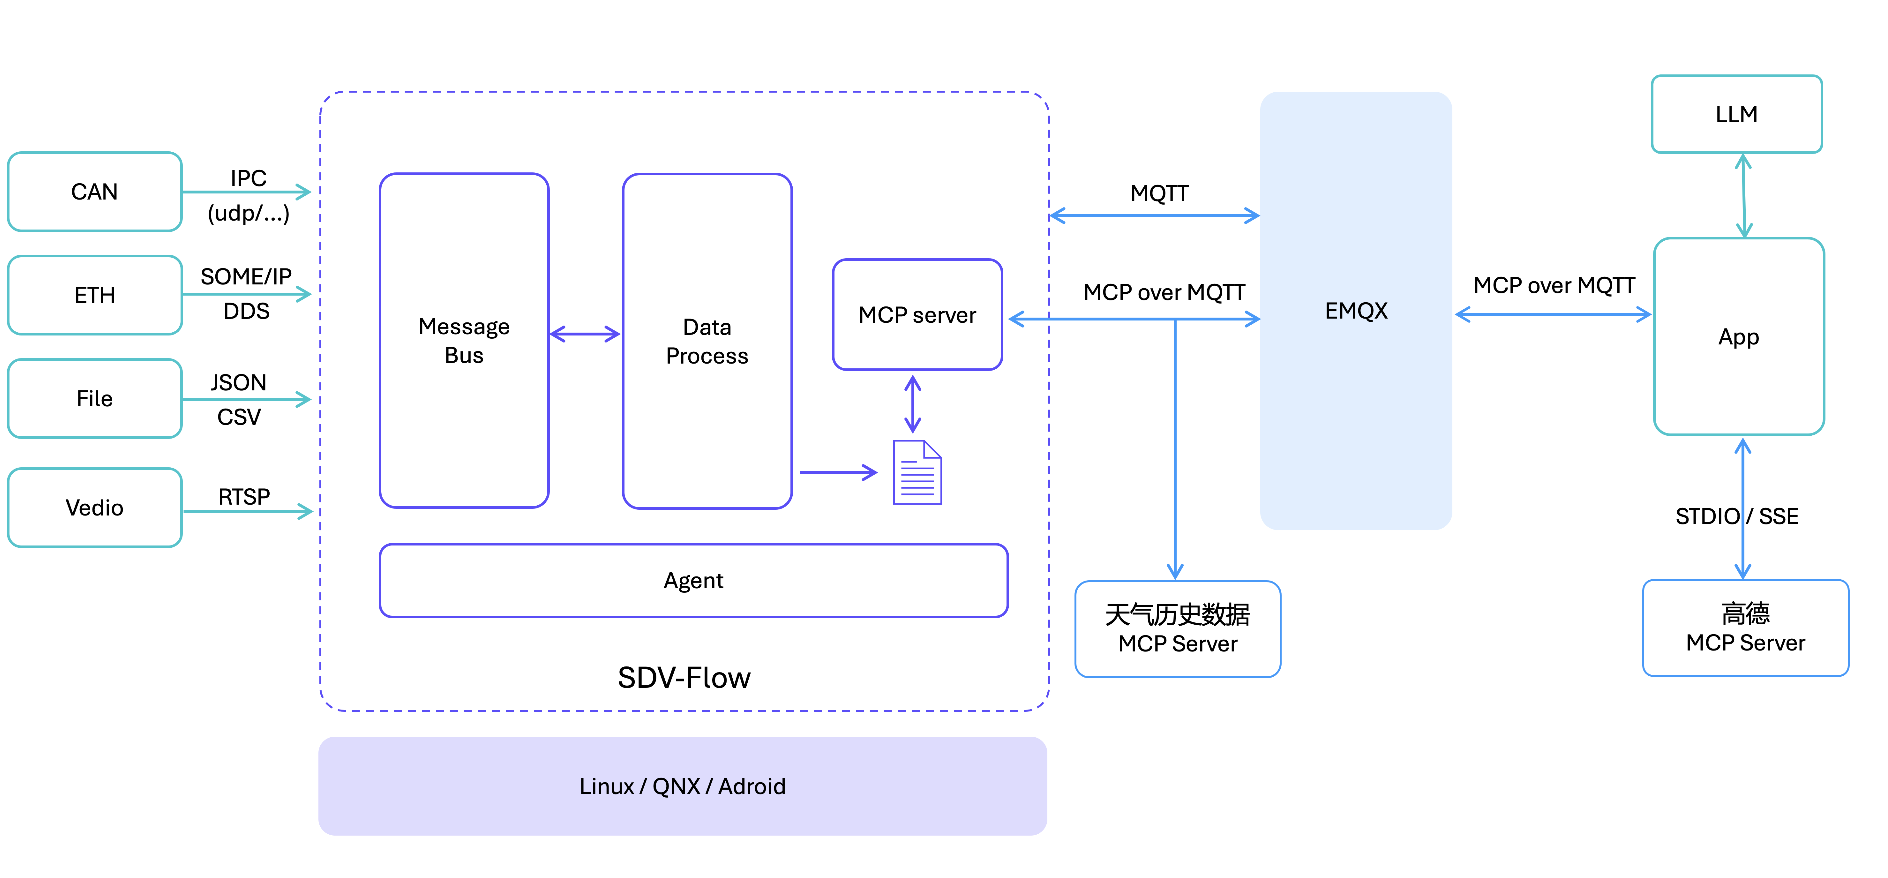 CAN
IPC
(udp/...)
ETH
SOME/IP
DDS
File
JSON
CSV
Vedio
RTSP
Message
Bus
Data
Process
MCP server
Agent
SDV-Flow
Linux / QNX / Adroid
MQTT
MCP over MQTT
天气历史数据
MCP Server
EMQX
MCP over MQTT
LLM
App
STDIO / SSE
高德
MCP Server